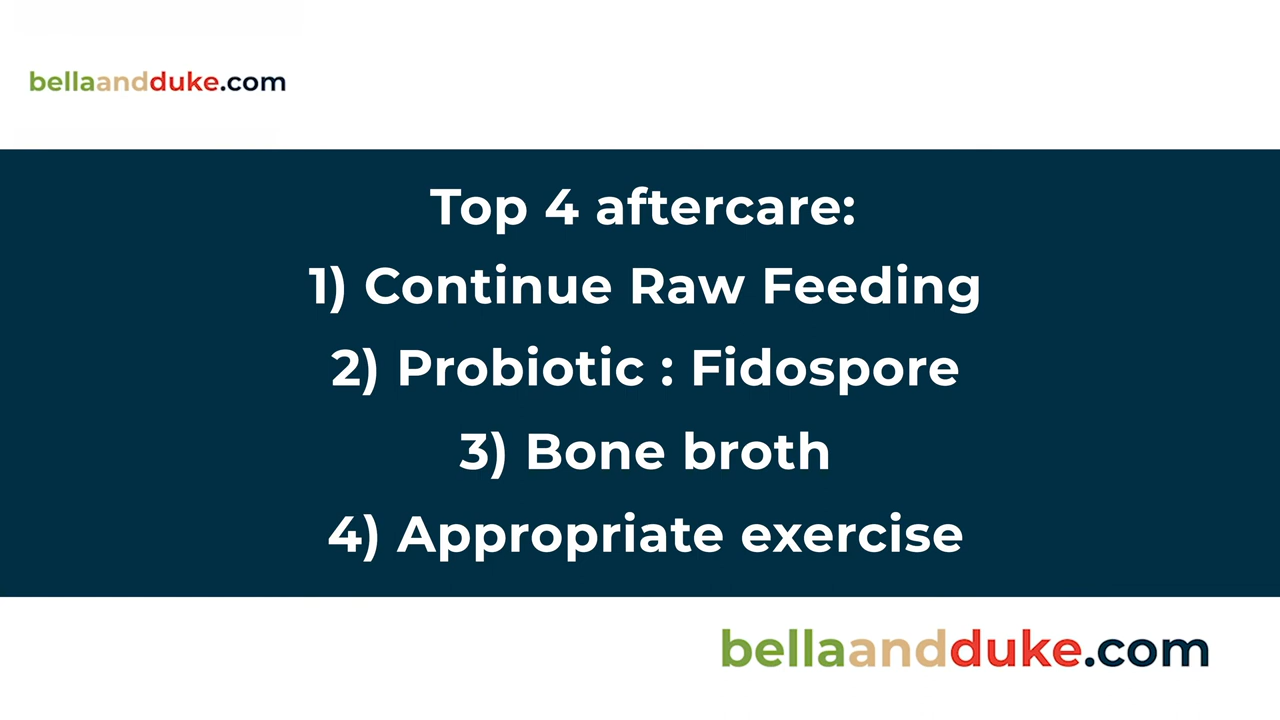 bellaandduke.com
Top 4 aftercare:
1) Continue Raw Feeding
2) Probiotic : Fidospore
3) Bone broth
4) Appropriate exercise
bellaandduke.com